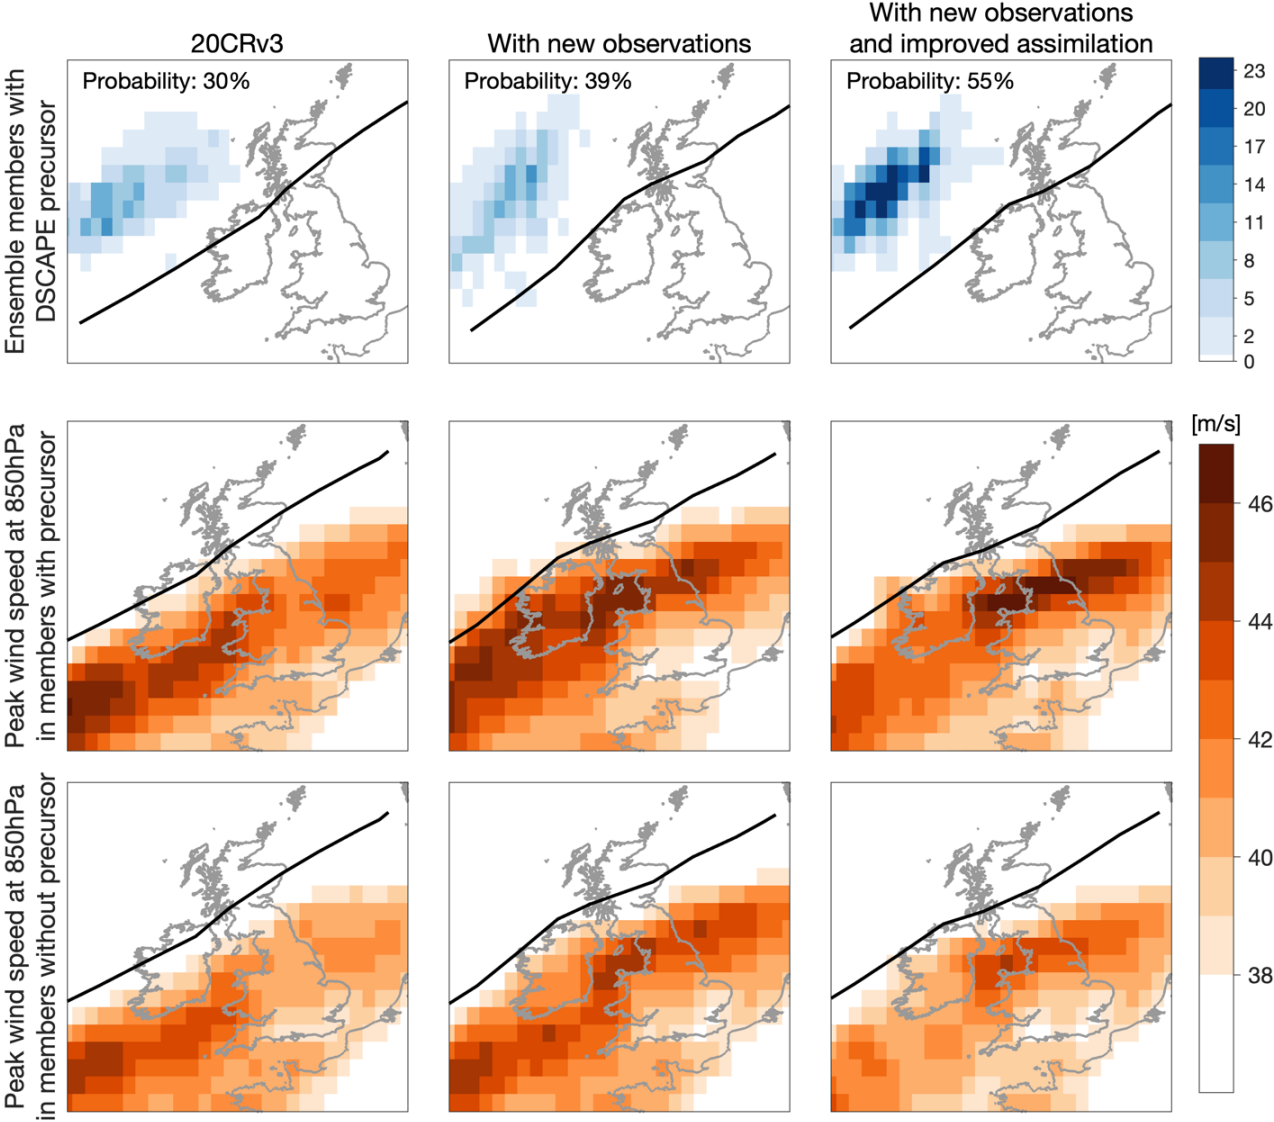 With new observations
20CRv3
With new observations
and improved assimilation
Ensemble members with
DSCAPE precursor
Probability: 30%
Probability: 39%
Probability: 55%
23
20
17
14
11
8
5
2
0
Peak wind speed at 850hPa
in members with precursor
[m/s]
46
44
42
40
38
Peak wind speed at 850hPa
in members without precursor